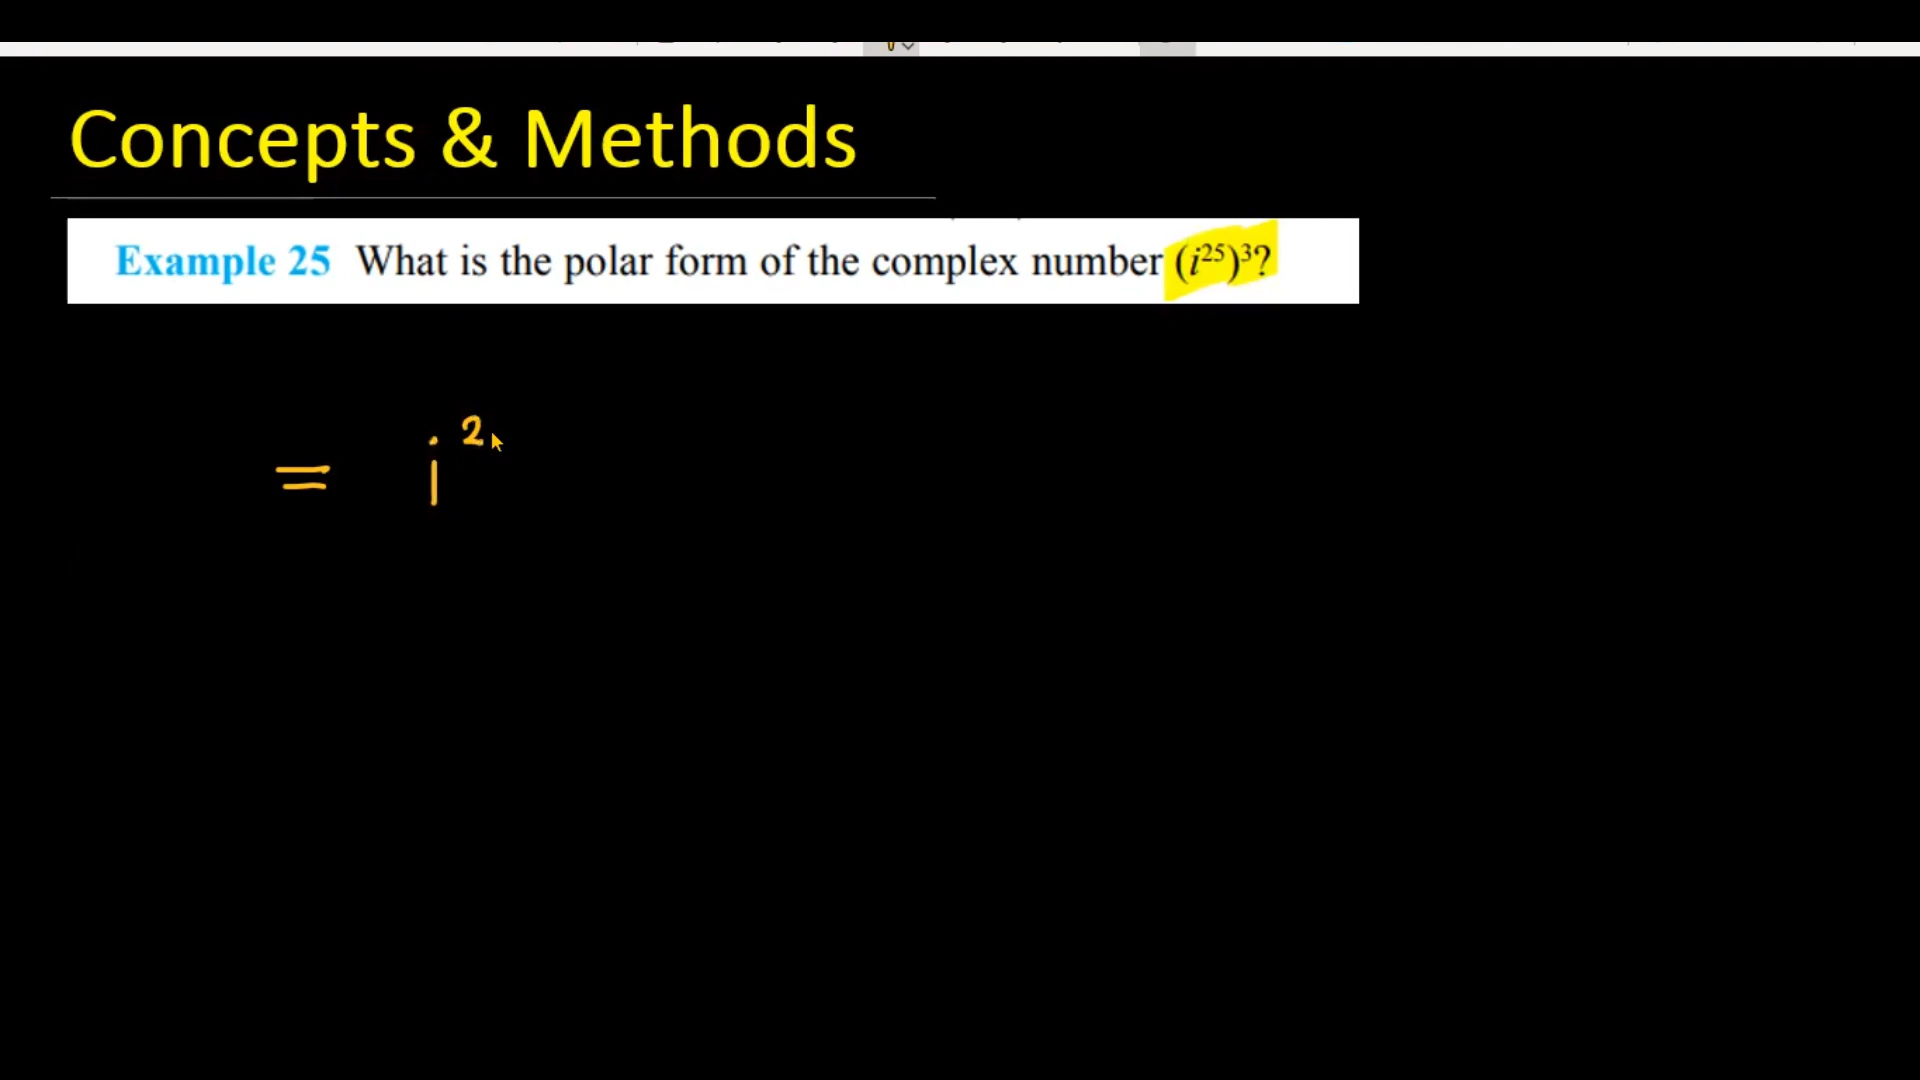 Concepts & Methods
Example 25 What is the polar form of the complex number (i²⁵)³?
= i²